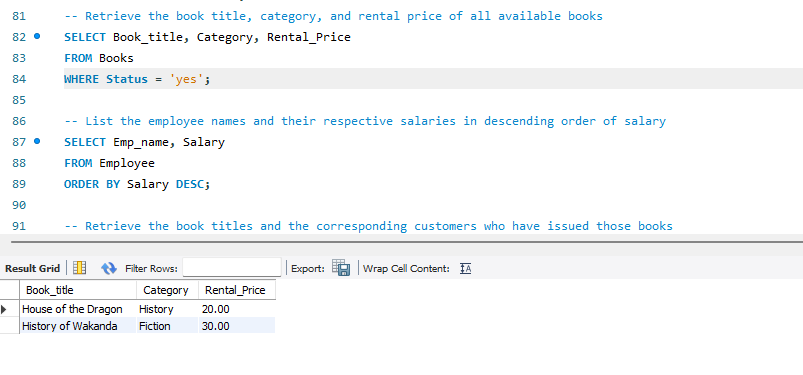 81 -- Retrieve the book title, category, and rental price of all available books
82 SELECT Book_title, Category, Rental_Price
83 FROM Books
84 WHERE Status = 'yes';
85
86 -- List the employee names and their respective salaries in descending order of salary
87 SELECT Emp_name, Salary
88 FROM Employee
89 ORDER BY Salary DESC;
90
91 -- Retrieve the book titles and the corresponding customers who have issued those books
Result Grid Filter Rows: Export: Wrap Cell Content: IA
Book_title Category Rental_Price
House of the Dragon History 20.00
History of Wakanda Fiction 30.00